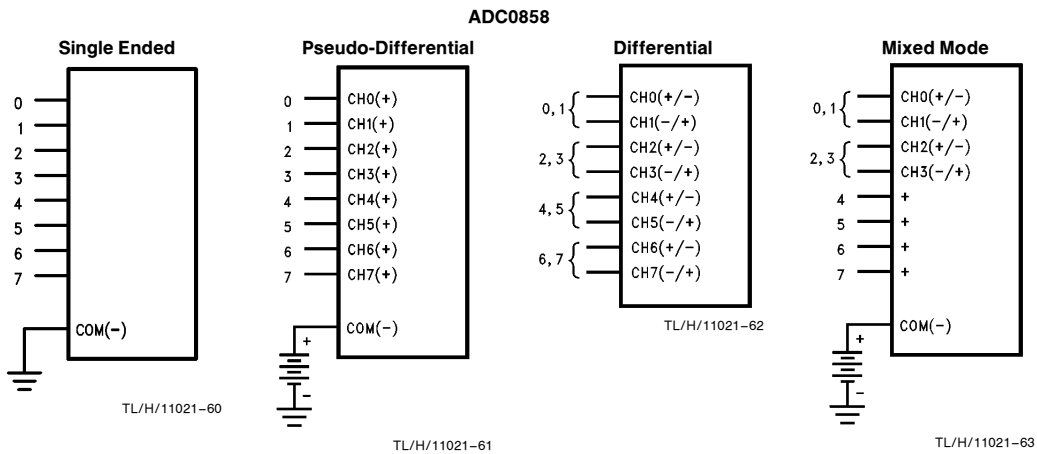 ADC0858
Single Ended
0
1
2
3
4
5
6
7
COM(-)
TL/H/11021-60
Pseudo-Differential
0 CH0(+)
1 CH1(+)
2 CH2(+)
3 CH3(+)
4 CH4(+)
5 CH5(+)
6 CH6(+)
7 CH7(+)
COM(-)
+
-
TL/H/11021-61
Differential
0,1 CH0(+/-)
CH1(-/+)
2,3 CH2(+/-)
CH3(-/+)
4,5 CH4(+/-)
CH5(-/+)
6,7 CH6(+/-)
CH7(-/+)
TL/H/11021-62
Mixed Mode
0,1 CH0(+/-)
CH1(-/+)
2,3 CH2(+/-)
CH3(-/+)
4 +
5 +
6 +
7 +
COM(-)
+
-
TL/H/11021-63